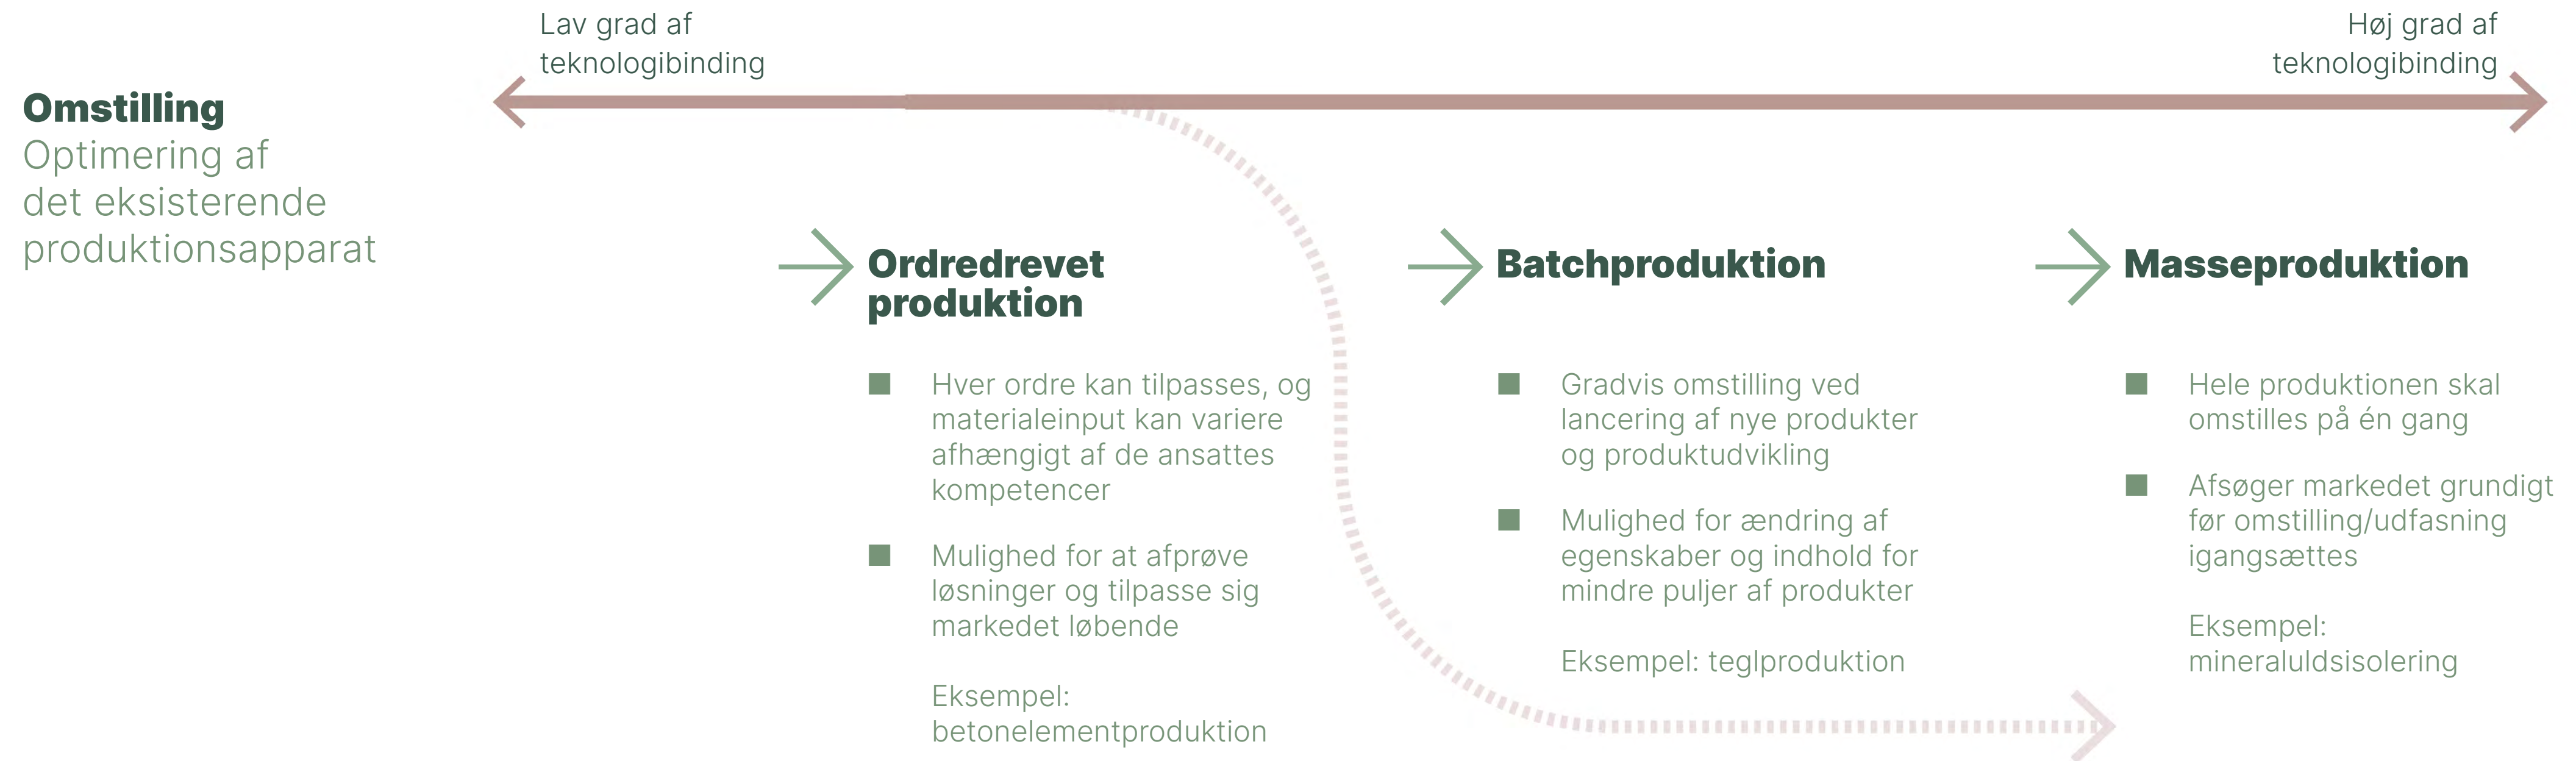 Lav grad af
teknologibinding
Høj grad af
teknologibinding
Omstilling
Optimering af
det eksisterende
produktionsapparat
Ordredrevet
produktion
Hver ordre kan tilpasses, og
materialeinput kan variere
afhængigt af de ansattes
kompetencer
Mulighed for at afprøve
løsninger og tilpasse sig
markedet løbende
Eksempel:
betonelementproduktion
Batchproduktion
Gradvis omstilling ved
lancering af nye produkter
og produktudvikling
Mulighed for ændring af
egenskaber og indhold for
mindre puljer af produkter
Eksempel: teglproduktion
Masseproduktion
Hele produktionen skal
omstilles på én gang
Afsøger markedet grundigt
før omstilling/udfasning
igangsættes
Eksempel:
mineraluldsisolering